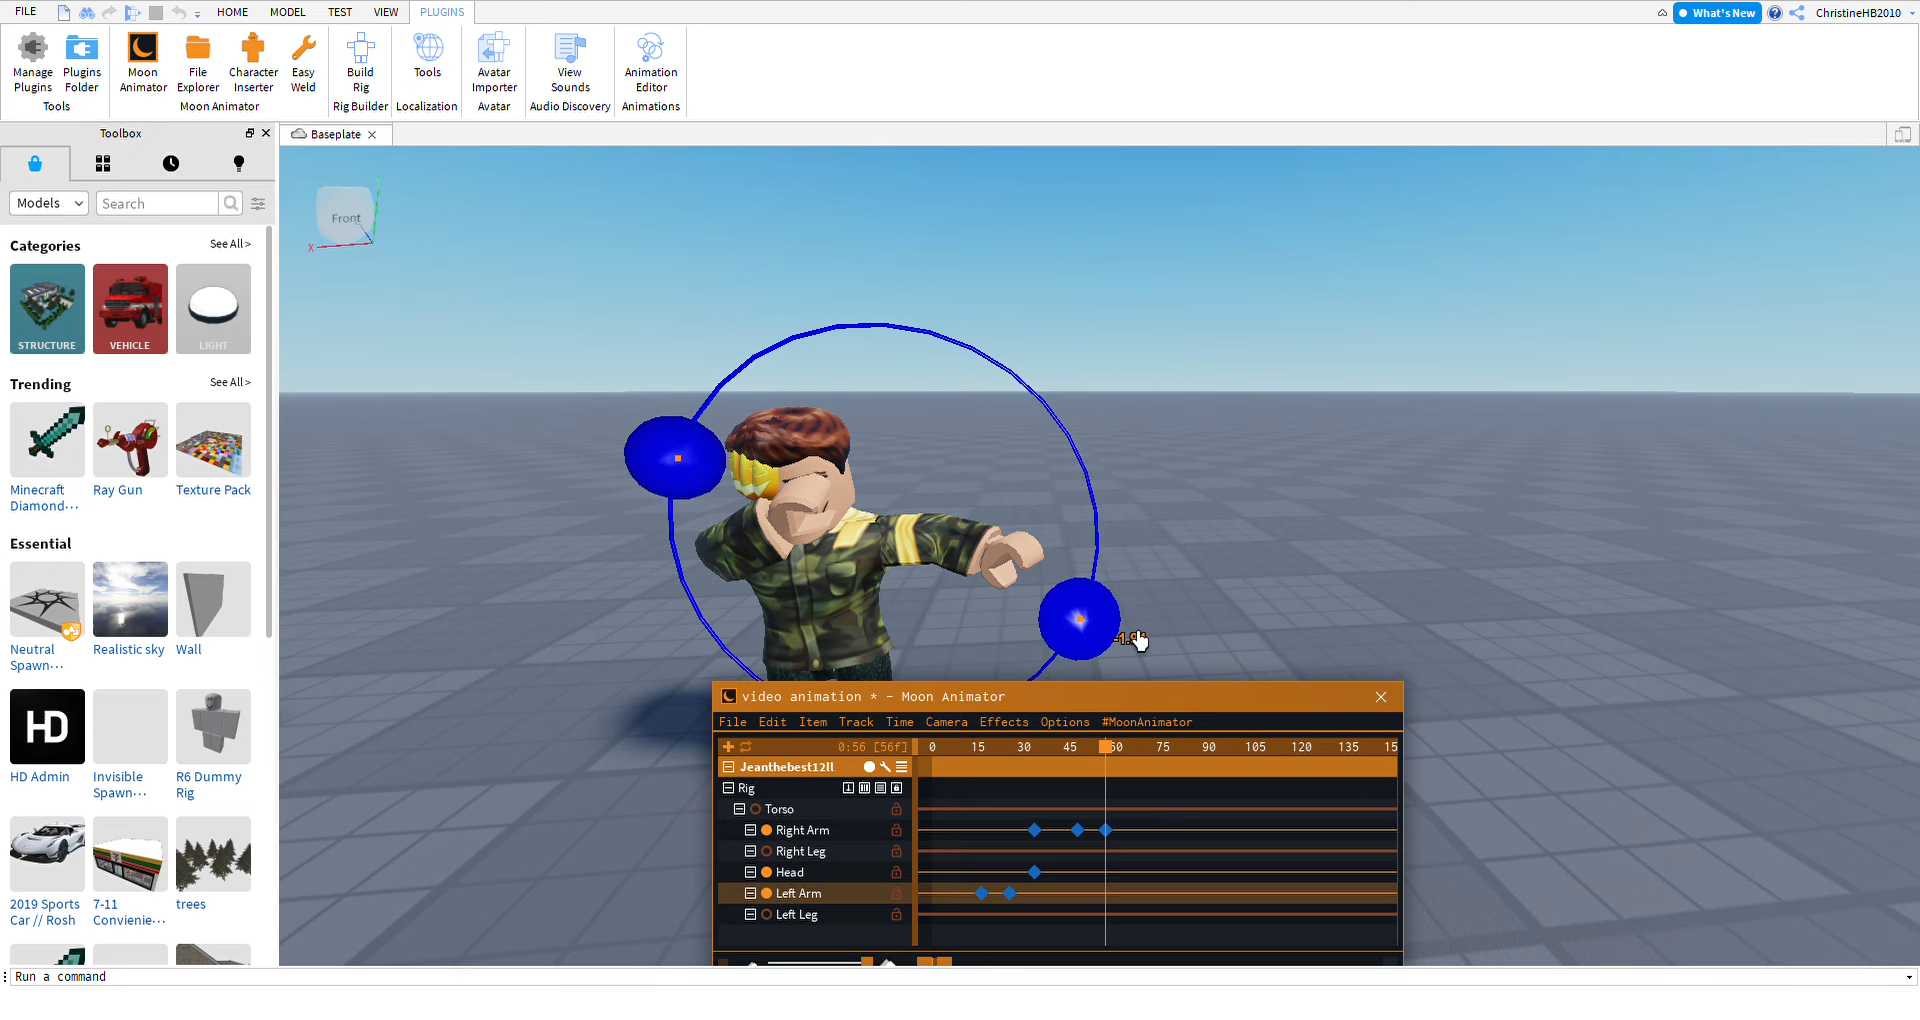 FILE HOME MODEL TEST VIEW PLUGINS What's New ChristineHB2010
Manage Plugins
Plugins Folder
Tools
Moon Animator
File Explorer
Character Inserter
Easy Weld
Moon Animator
Build Rig
Rig Builder
Tools
Localization
Avatar Importer
Avatar
View Sounds
Audio Discovery
Animation Editor
Animations
Toolbox
Baseplate
Models Search
Categories See All >
STRUCTURE VEHICLE LIGHT
Trending See All >
Minecraft Diamond...
Ray Gun
Texture Pack
Essential
Neutral Spawn...
Realistic sky
Wall
HD
HD Admin
Invisible Spawn...
R6 Dummy Rig
2019 Sports Car // Rosh
7-11 Convienie...
trees
Front
X
video animation * - Moon Animator
File Edit Item Track Time Camera Effects Options #MoonAnimator
0:56 [56f] 0 15 30 45 60 75 90 105 120 135 15
Jeanthebest12ll
Rig
Torso
Right Arm
Right Leg
Head
Left Arm
Left Leg
Run a command